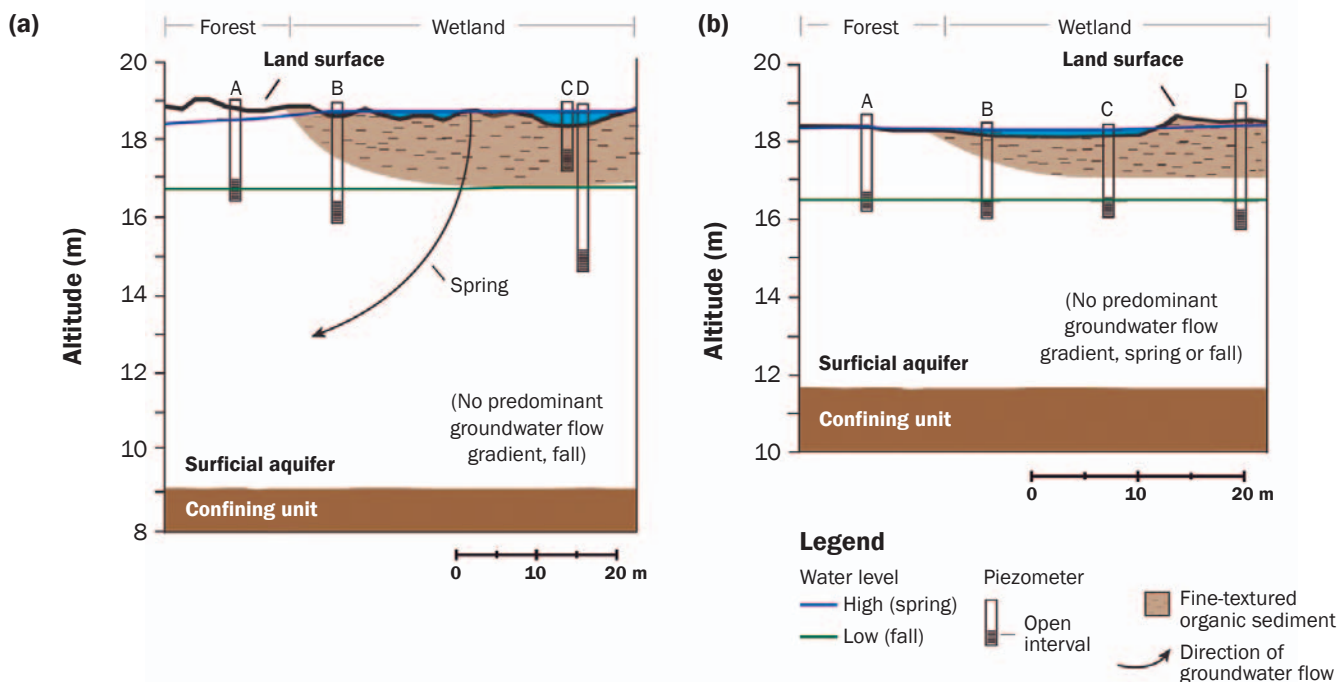 (a)
Forest
Wetland
Land surface
20
18
16
14
12
10
8
Altitude (m)
A
B
C D
Spring
(No predominant
groundwater flow
gradient, fall)
Surficial aquifer
Confining unit
0 10 20 m
(b)
Forest
Wetland
Land surface
20
18
16
14
12
10
Altitude (m)
A
B
C
D
(No predominant
groundwater flow
gradient, spring or fall)
Surficial aquifer
Confining unit
0 10 20 m
Legend
Water level
High (spring)
Low (fall)
Piezometer
Open
interval
Fine-textured
organic sediment
Direction of
groundwater flow